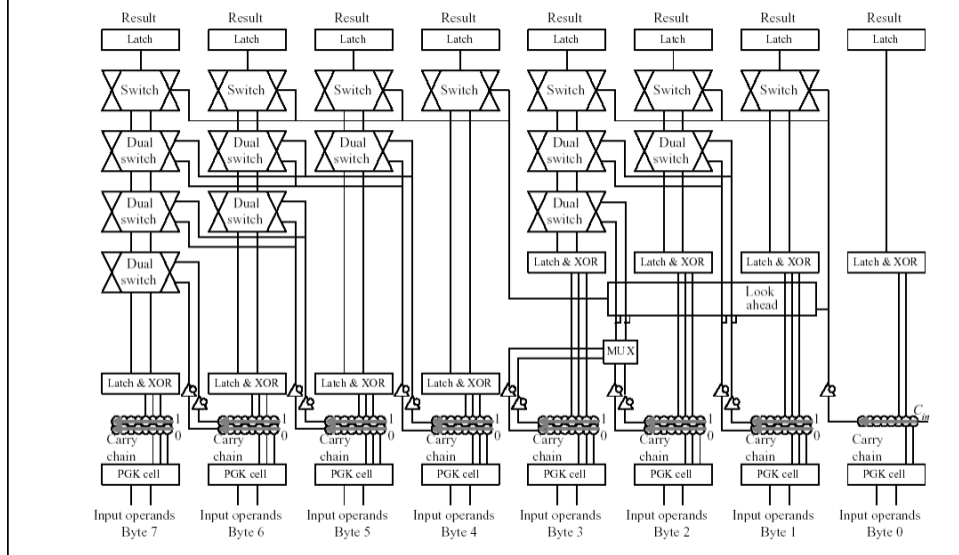 Result Result Result Result Result Result Result Result
Latch Latch Latch Latch Latch Latch Latch Latch
Switch Switch Switch Switch Switch Switch Switch
Dual Dual Dual Dual Dual
switch switch switch switch switch
Dual Dual Dual
switch switch switch
Latch & XOR Latch & XOR Latch & XOR Latch & XOR
Dual
switch
Look
ahead
MUX
Latch & XOR Latch & XOR Latch & XOR Latch & XOR
1 1 1 1 1 1 1 C_in
0 0 0 0 0 0 0
Carry Carry Carry Carry Carry Carry Carry Carry
chain chain chain chain chain chain chain chain
PGK cell PGK cell PGK cell PGK cell PGK cell PGK cell PGK cell PGK cell
Input operands Input operands Input operands Input operands Input operands Input operands Input operands Input operands
Byte 7 Byte 6 Byte 5 Byte 4 Byte 3 Byte 2 Byte 1 Byte 0